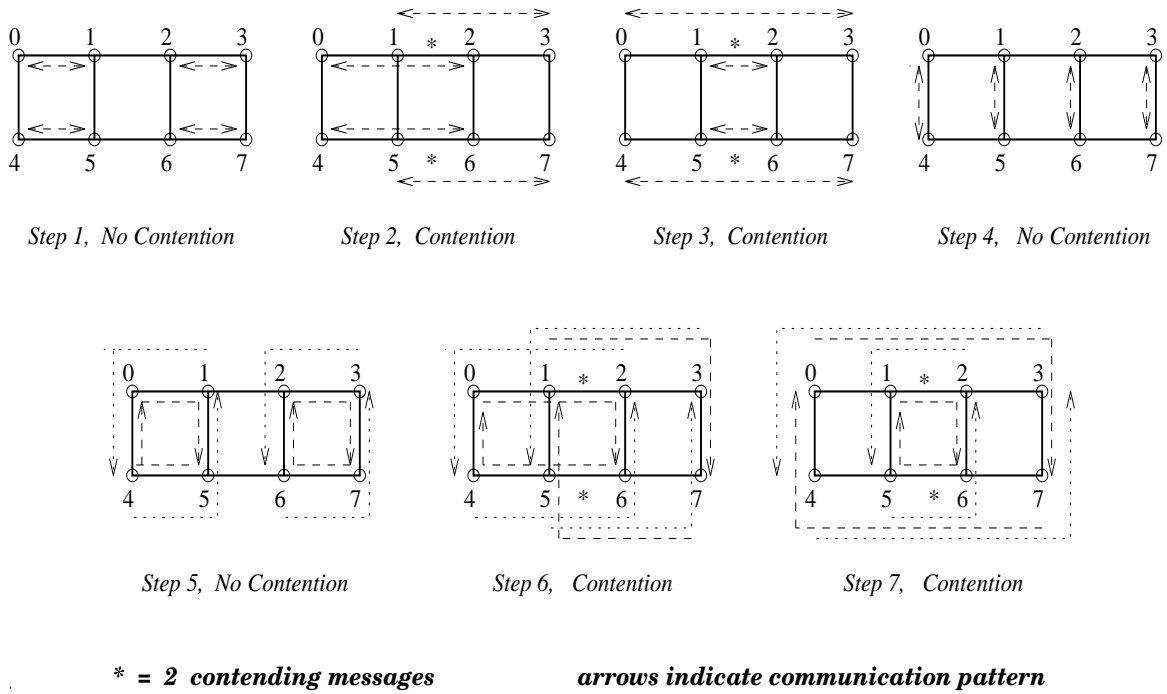 0 1 2 3 0 1 2 3 0 1 2 3 0 1 2 3
* *
4 5 6 7 4 5 6 7 4 5 6 7 4 5 6 7
* *
Step 1, No Contention Step 2, Contention Step 3, Contention Step 4, No Contention
0 1 2 3 0 1 2 3 0 1 2 3
* *
4 5 6 7 4 5 6 7 4 5 6 7
* *
Step 5, No Contention Step 6, Contention Step 7, Contention
* = 2 contending messages arrows indicate communication pattern